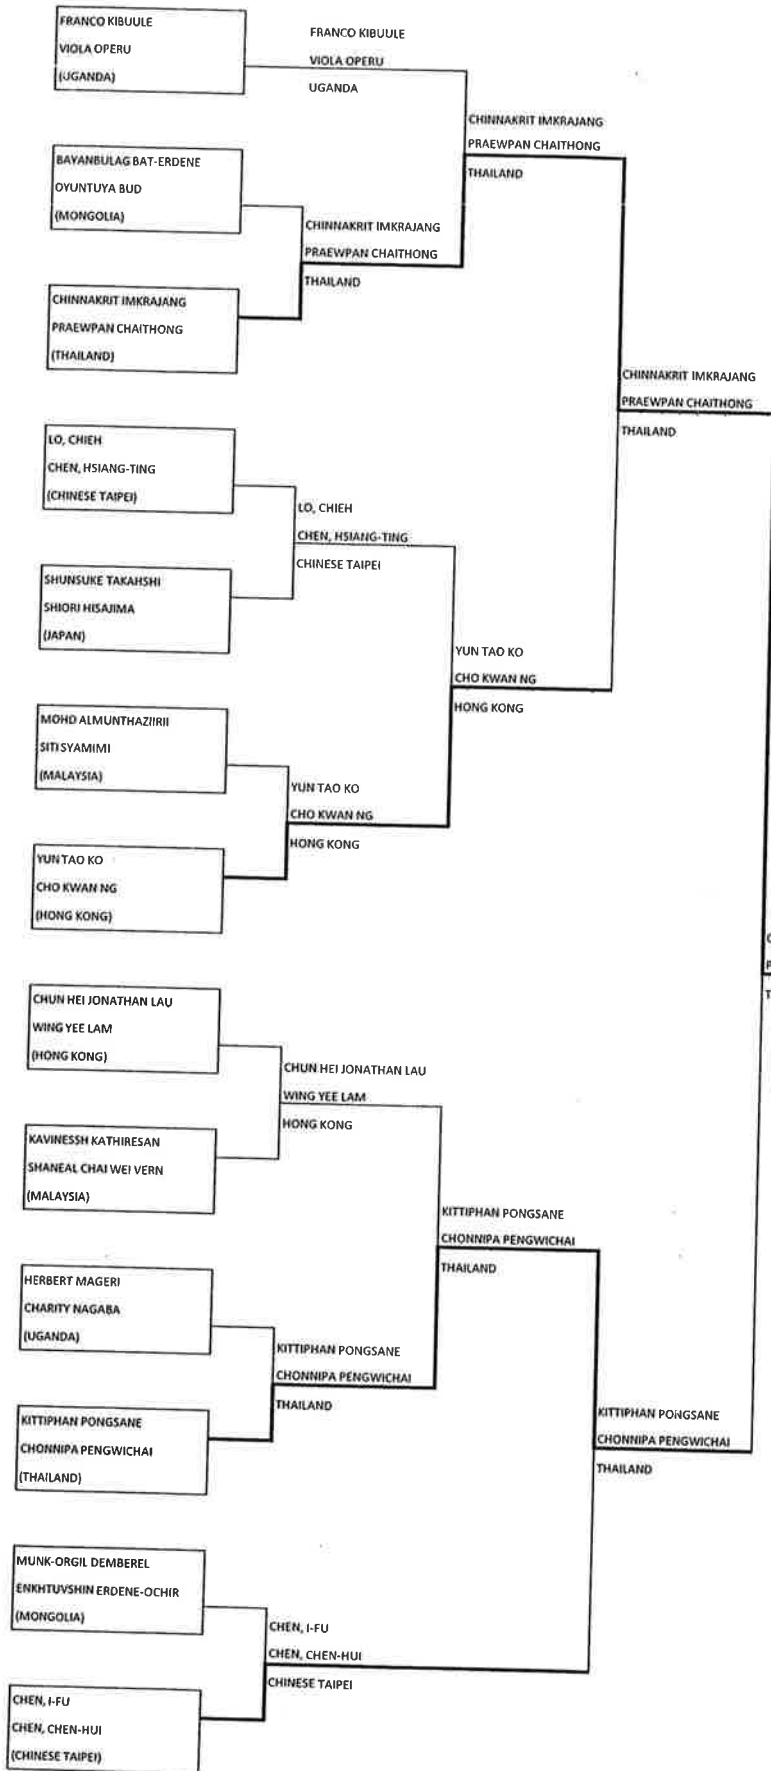 FRANCO KIBUULE
VIOLA OPERU
(UGANDA)
FRANCO KIBUULE
VIOLA OPERU
UGANDA
CHINNAKRIT IMKRAJANG
PRAEWPAN CHAITHONG
THAILAND
BAYANBULAG BAT-ERDENE
OYUNTUYA BUD
(MONGOLIA)
CHINNAKRIT IMKRAJANG
PRAEWPAN CHAITHONG
THAILAND
CHINNAKRIT IMKRAJANG
PRAEWPAN CHAITHONG
(THAILAND)
CHINNAKRIT IMKRAJANG
PRAEWPAN CHAITHONG
THAILAND
LO, CHIEH
CHEN, HSIANG-TING
(CHINESE TAIPEI)
LO, CHIEH
CHEN, HSIANG-TING
CHINESE TAIPEI
SHUNSUKE TAKAHSHI
SHIORI HISAJIMA
(JAPAN)
YUN TAO KO
CHO KWAN NG
HONG KONG
MOHD ALMUNTHAZIIRII
SITI SYAMIMI
(MALAYSIA)
YUN TAO KO
CHO KWAN NG
HONG KONG
YUN TAO KO
CHO KWAN NG
(HONG KONG)
CHUN HEI JONATHAN LAU
WING YEE LAM
(HONG KONG)
CHUN HEI JONATHAN LAU
WING YEE LAM
HONG KONG
KAVINESSH KATHIRESAN
SHANEAL CHAI WEI VERN
(MALAYSIA)
KITTIPHAN PONGSANE
CHONNIPA PENGWICHAI
THAILAND
HERBERT MAGERI
CHARITY NAGABA
(UGANDA)
KITTIPHAN PONGSANE
CHONNIPA PENGWICHAI
THAILAND
KITTIPHAN PONGSANE
CHONNIPA PENGWICHAI
(THAILAND)
KITTIPHAN PONGSANE
CHONNIPA PENGWICHAI
THAILAND
MUNK-ORGIL DEMBEREL
ENKHTUVSHIN ERDENE-OCHIR
(MONGOLIA)
CHEN, I-FU
CHEN, CHEN-HUI
CHINESE TAIPEI
CHEN, I-FU
CHEN, CHEN-HUI
(CHINESE TAIPEI)